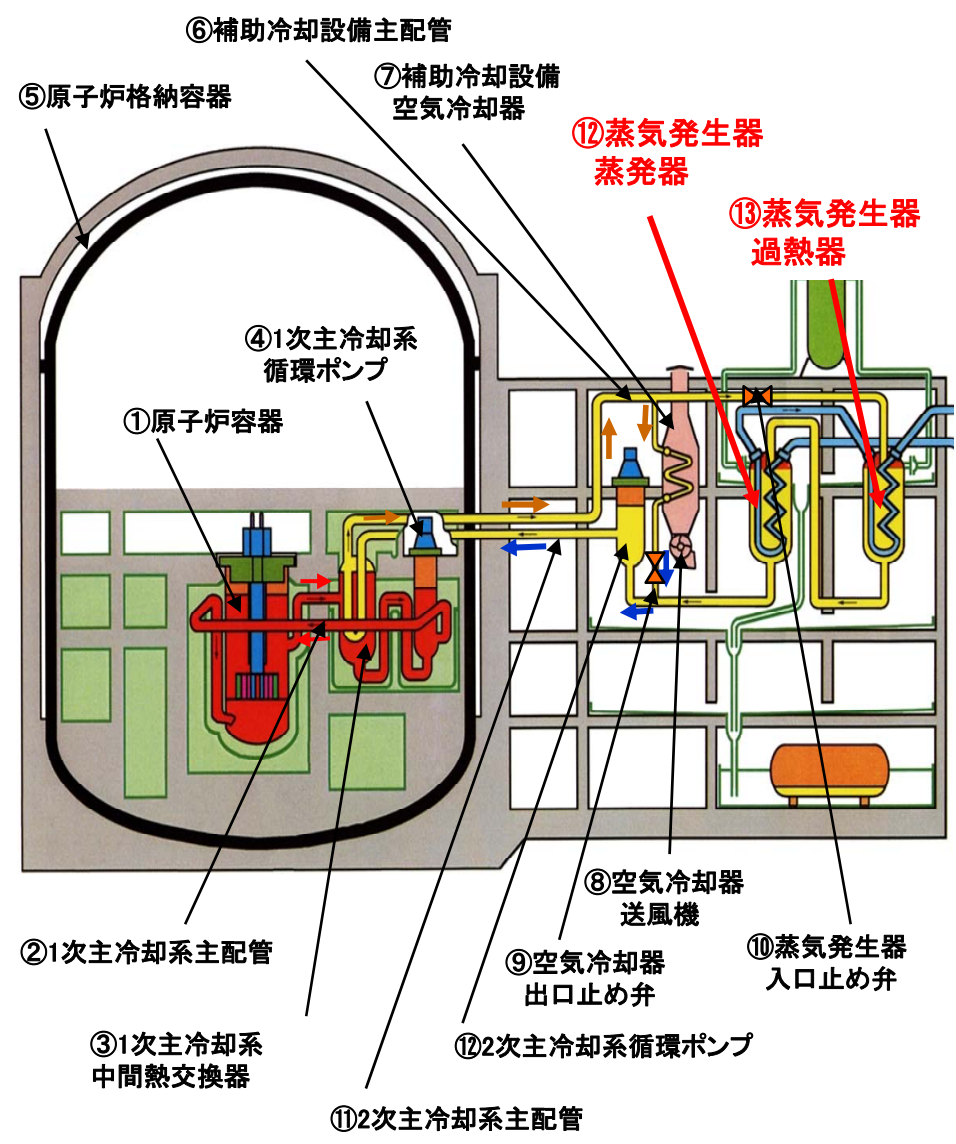 ⑥補助冷却設備主配管
⑦補助冷却設備
空気冷却器
⑤原子炉格納容器
⑫蒸気発生器
蒸発器
⑬蒸気発生器
過熱器
④1次主冷却系
循環ポンプ
①原子炉容器
⑧空気冷却器
送風機
②1次主冷却系主配管
⑨空気冷却器
出口止め弁
⑩蒸気発生器
入口止め弁
③1次主冷却系
中間熱交換器
⑫2次主冷却系循環ポンプ
⑪2次主冷却系主配管